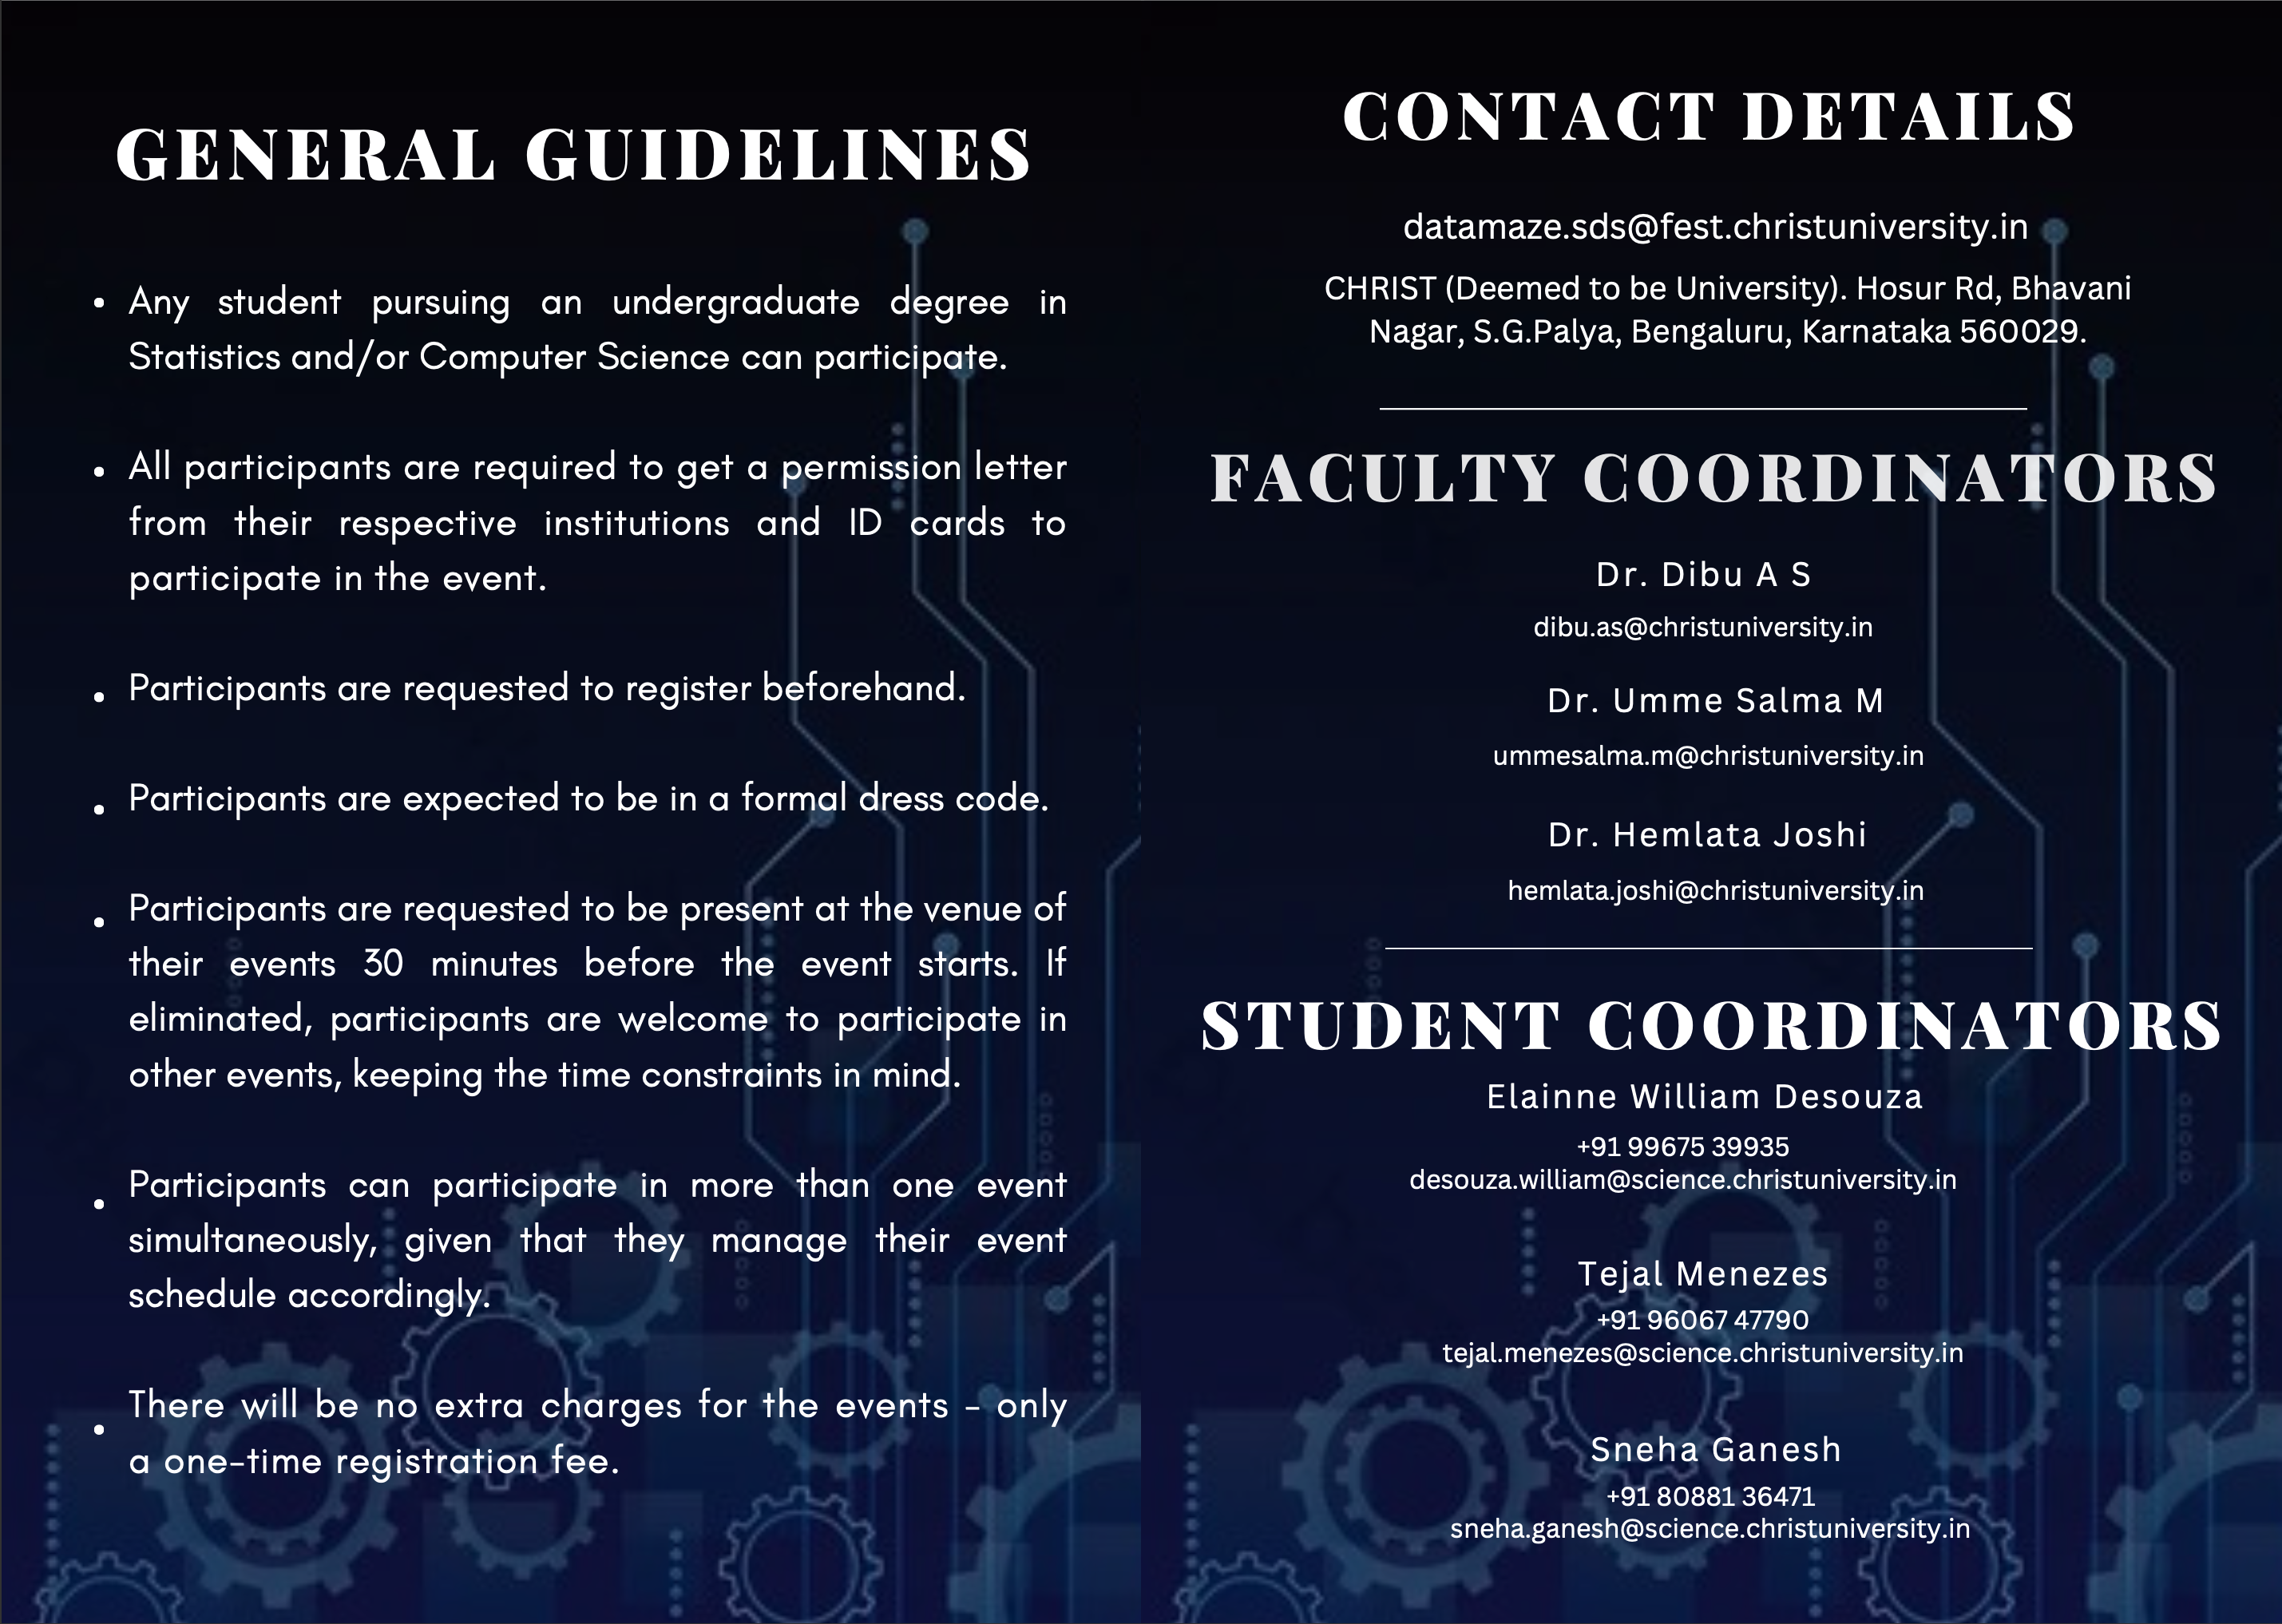 GENERAL GUIDELINES
• Any student pursuing an undergraduate degree in
Statistics and/or Computer Science can participate.
• All participants are required to get a permission letter
from their respective institutions and ID cards to
participate in the event.
• Participants are requested to register beforehand.
• Participants are expected to be in a formal dress code.
• Participants are requested to be present at the venue of
their events 30 minutes before the event starts. If
eliminated, participants are welcome to participate in
other events, keeping the time constraints in mind.
• Participants can participate in more than one event
simultaneously, given that they manage their event
schedule accordingly.
• There will be no extra charges for the events - only
a one-time registration fee.
CONTACT DETAILS
datamaze.sds@fest.christuniversity.in
CHRIST (Deemed to be University). Hosur Rd, Bhavani
Nagar, S.G.Palya, Bengaluru, Karnataka 560029.
FACULTY COORDINATORS
Dr. Dibu A S
dibu.as@christuniversity.in
Dr. Umme Salma M
ummesalma.m@christuniversity.in
Dr. Hemlata Joshi
hemlata.joshi@christuniversity.in
STUDENT COORDINATORS
Elainne William Desouza
+91 99675 39935
desouza.william@science.christuniversity.in
Tejal Menezes
+91 96067 47790
tejal.menezes@science.christuniversity.in
Sneha Ganesh
+91 80881 36471
sneha.ganesh@science.christuniversity.in